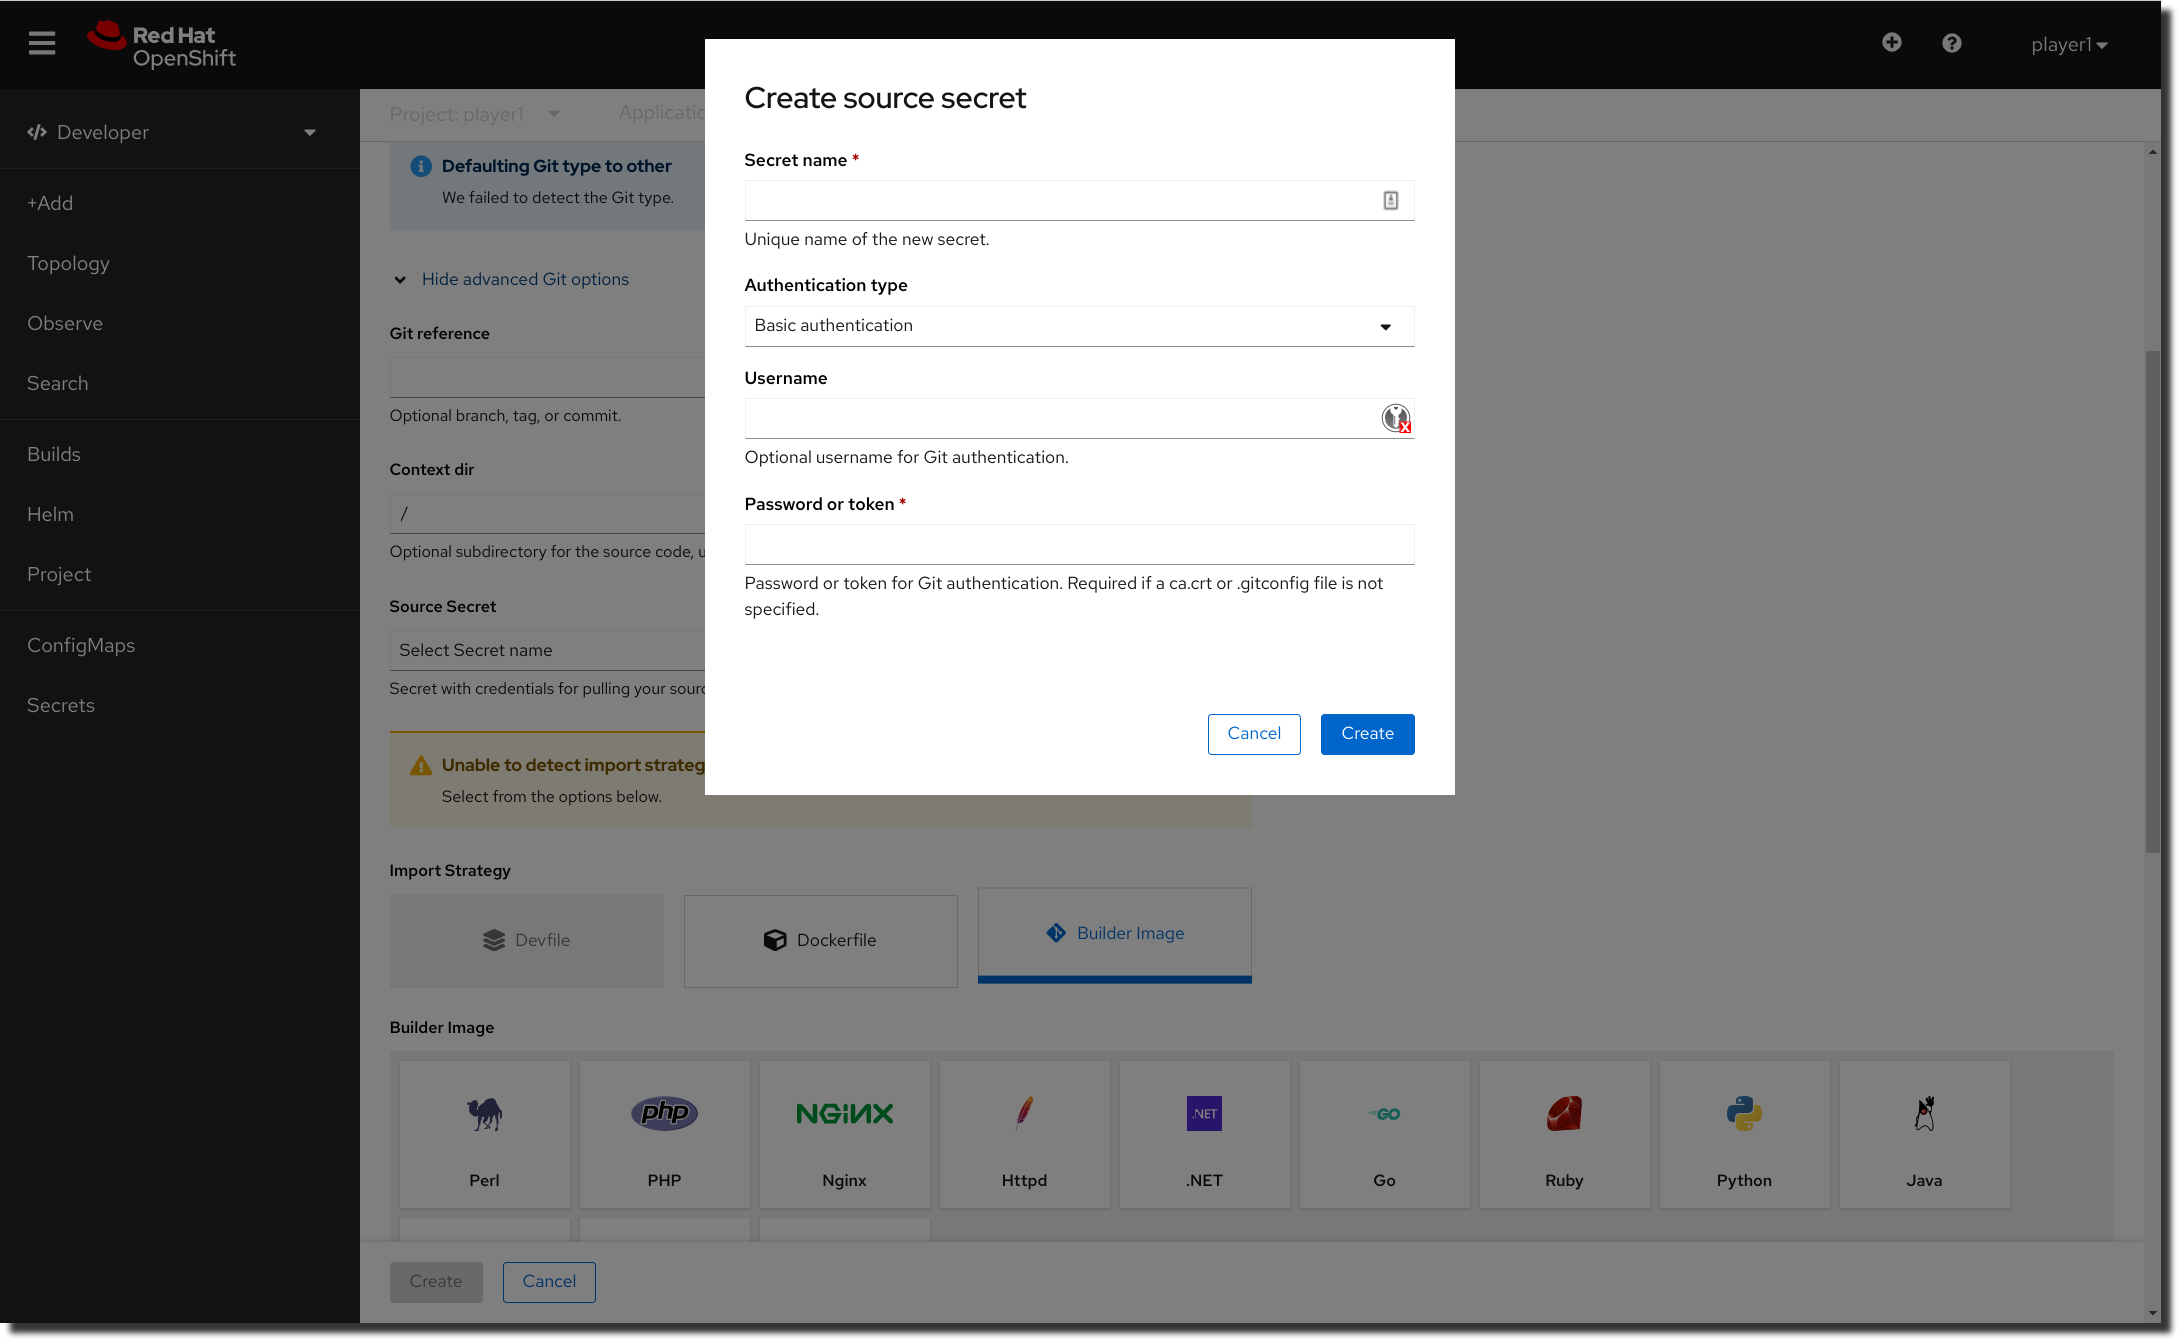 Red Hat
OpenShift
player1
Developer
+Add
Topology
Observe
Search
Builds
Helm
Project
ConfigMaps
Secrets
Project: player1
Defaulting Git type to other
We failed to detect the Git type.
Hide advanced Git options
Git reference
Optional branch, tag, or commit.
Context dir
/
Optional subdirectory for the source code,
Source Secret
Select Secret name
Secret with credentials for pulling your
Unable to detect import
Select from the options below.
Create source secret
Secret name *
Unique name of the new secret.
Authentication type
Basic authentication
Username
Optional username for Git authentication.
Password or token *
Password or token for Git authentication. Required if a ca.crt or .gitconfig file is not
specified.
Cancel
Create
Import Strategy
Devfile
Dockerfile
Builder Image
Builder Image
Perl
php
PHP
NGINX
Nginx
Httpd
.NET
.NET
GO
Go
Ruby
Python
Java
Create
Cancel